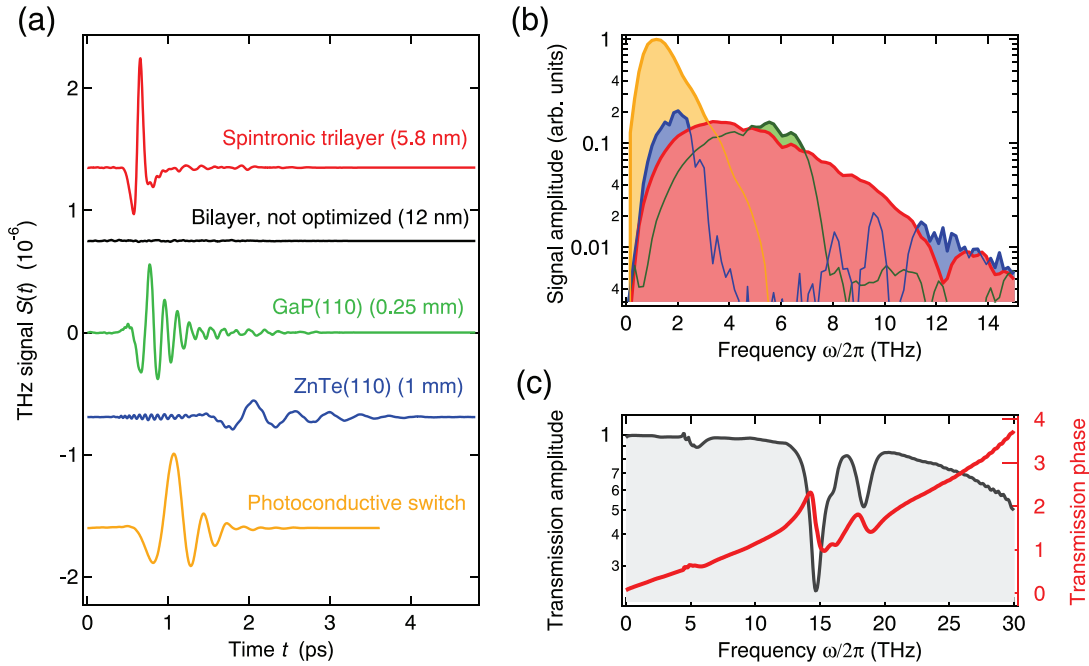 (a)
THz signal S(t) (10⁻⁶)
2
1
0
-1
-2
Spintronic trilayer (5.8 nm)
Bilayer, not optimized (12 nm)
GaP(110) (0.25 mm)
ZnTe(110) (1 mm)
Photoconductive switch
0 1 2 3 4
Time t (ps)
(b)
Signal amplitude (arb. units)
1
4
2
0.1
4
2
0.01
4
0 2 4 6 8 10 12 14
Frequency ω/2π (THz)
(c)
Transmission amplitude
1
7
6
5
4
3
Transmission phase
4
3
2
1
0
0 5 10 15 20 25 30
Frequency ω/2π (THz)